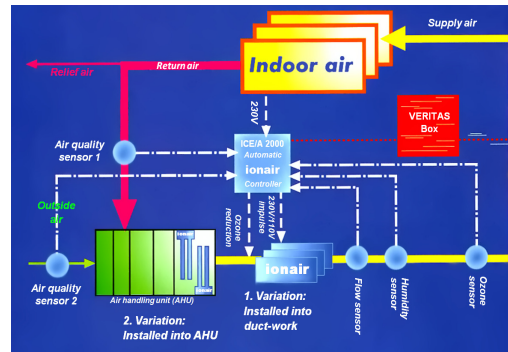 Supply air
Indoor air
Relief air
Return air
230V
VERITAS
Box
ICE/A 2000
Automatic
ionair
Controller
Air quality
sensor 1
Outside
air
Ozone
reduction
230V/110V
impulse
ionair
ionair
ionair
Air quality
sensor 2
Air handling unit (AHU)
2. Variation:
Installed into AHU
1. Variation:
Installed into
duct-work
Flow sensor
Humidity
sensor
Ozone
sensor